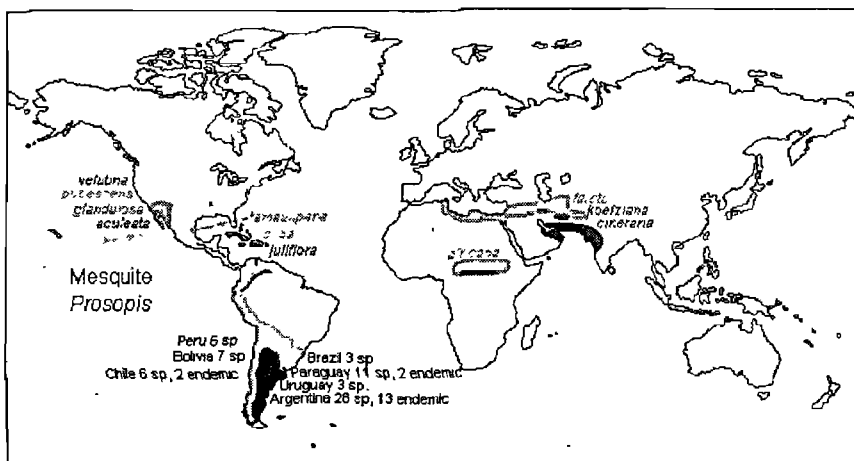 velutina
glandulosa
aculeata
juliflora
koelziana
cineraria
Mesquite
Prosopis
Peru 6 sp
Bolivia 7 sp
Chile 6 sp, 2 endemic
Brazil 3 sp
Paraguay 11 sp, 2 endemic
Uruguay 3 sp.
Argentina 28 sp, 13 endemic